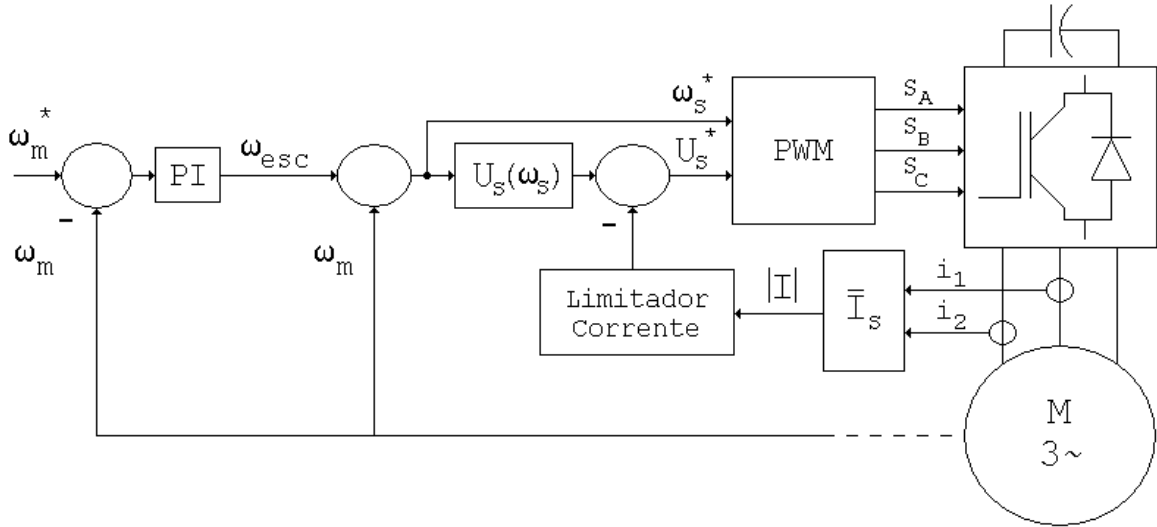 ω_m^*
-
ω_m
PI
ω_esc
ω_m
U_s(ω_s)
-
ω_s^*
U_s^*
PWM
S_A
S_B
S_C
Limitador
Corrente
|I|
Ī_s
i_1
i_2
M
3~